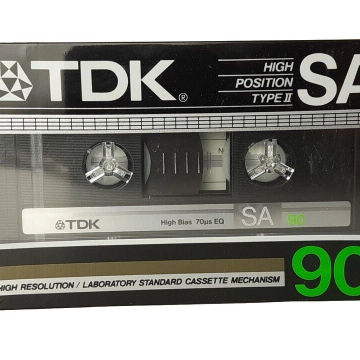 TDK®
HIGH
POSITION
TYPE II
SA
N
TDK
High Bias 70μs EQ
SA
90
HIGH RESOLUTION / LABORATORY STANDARD CASSETTE MECHANISM
90